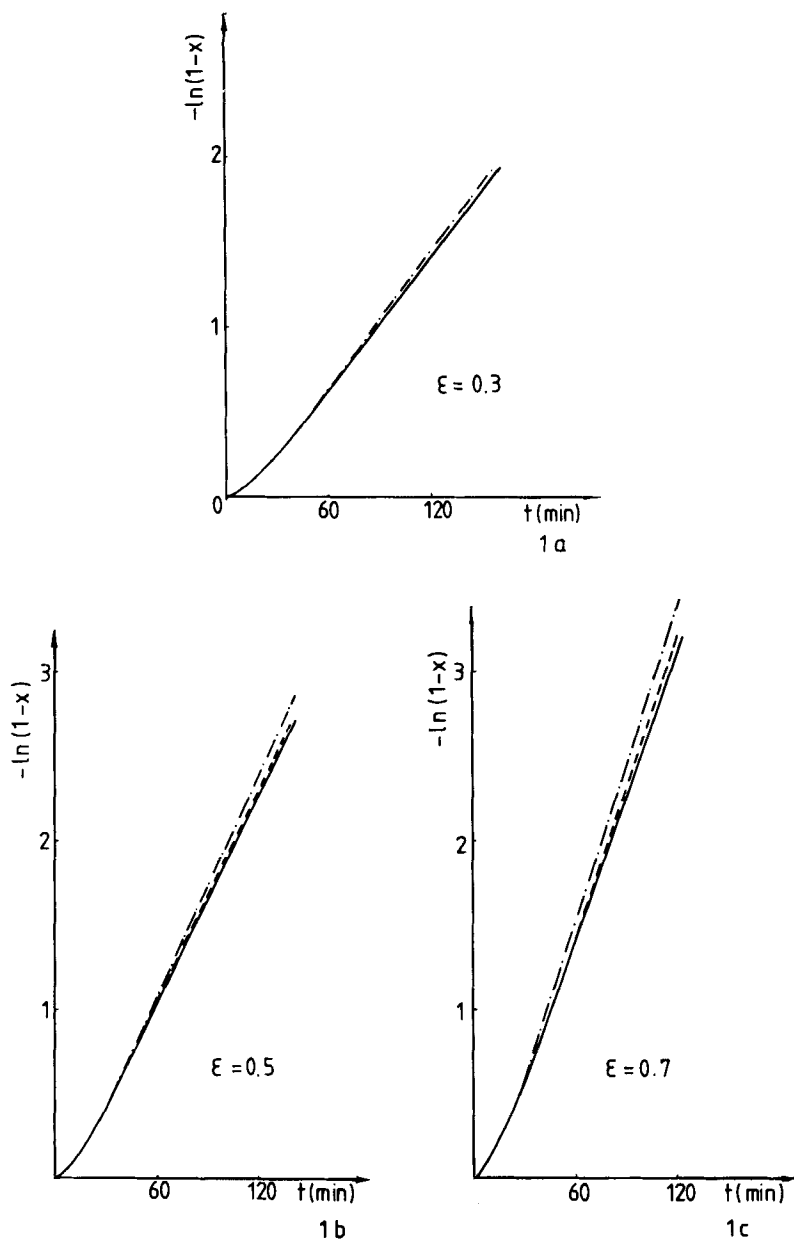 -ln(1-x)
2
1
0
60
120
t(min)
ε = 0.3
1a
-ln(1-x)
3
2
1
60
120
t(min)
ε = 0.5
1b
-ln(1-x)
3
2
1
60
120
t(min)
ε = 0.7
1c